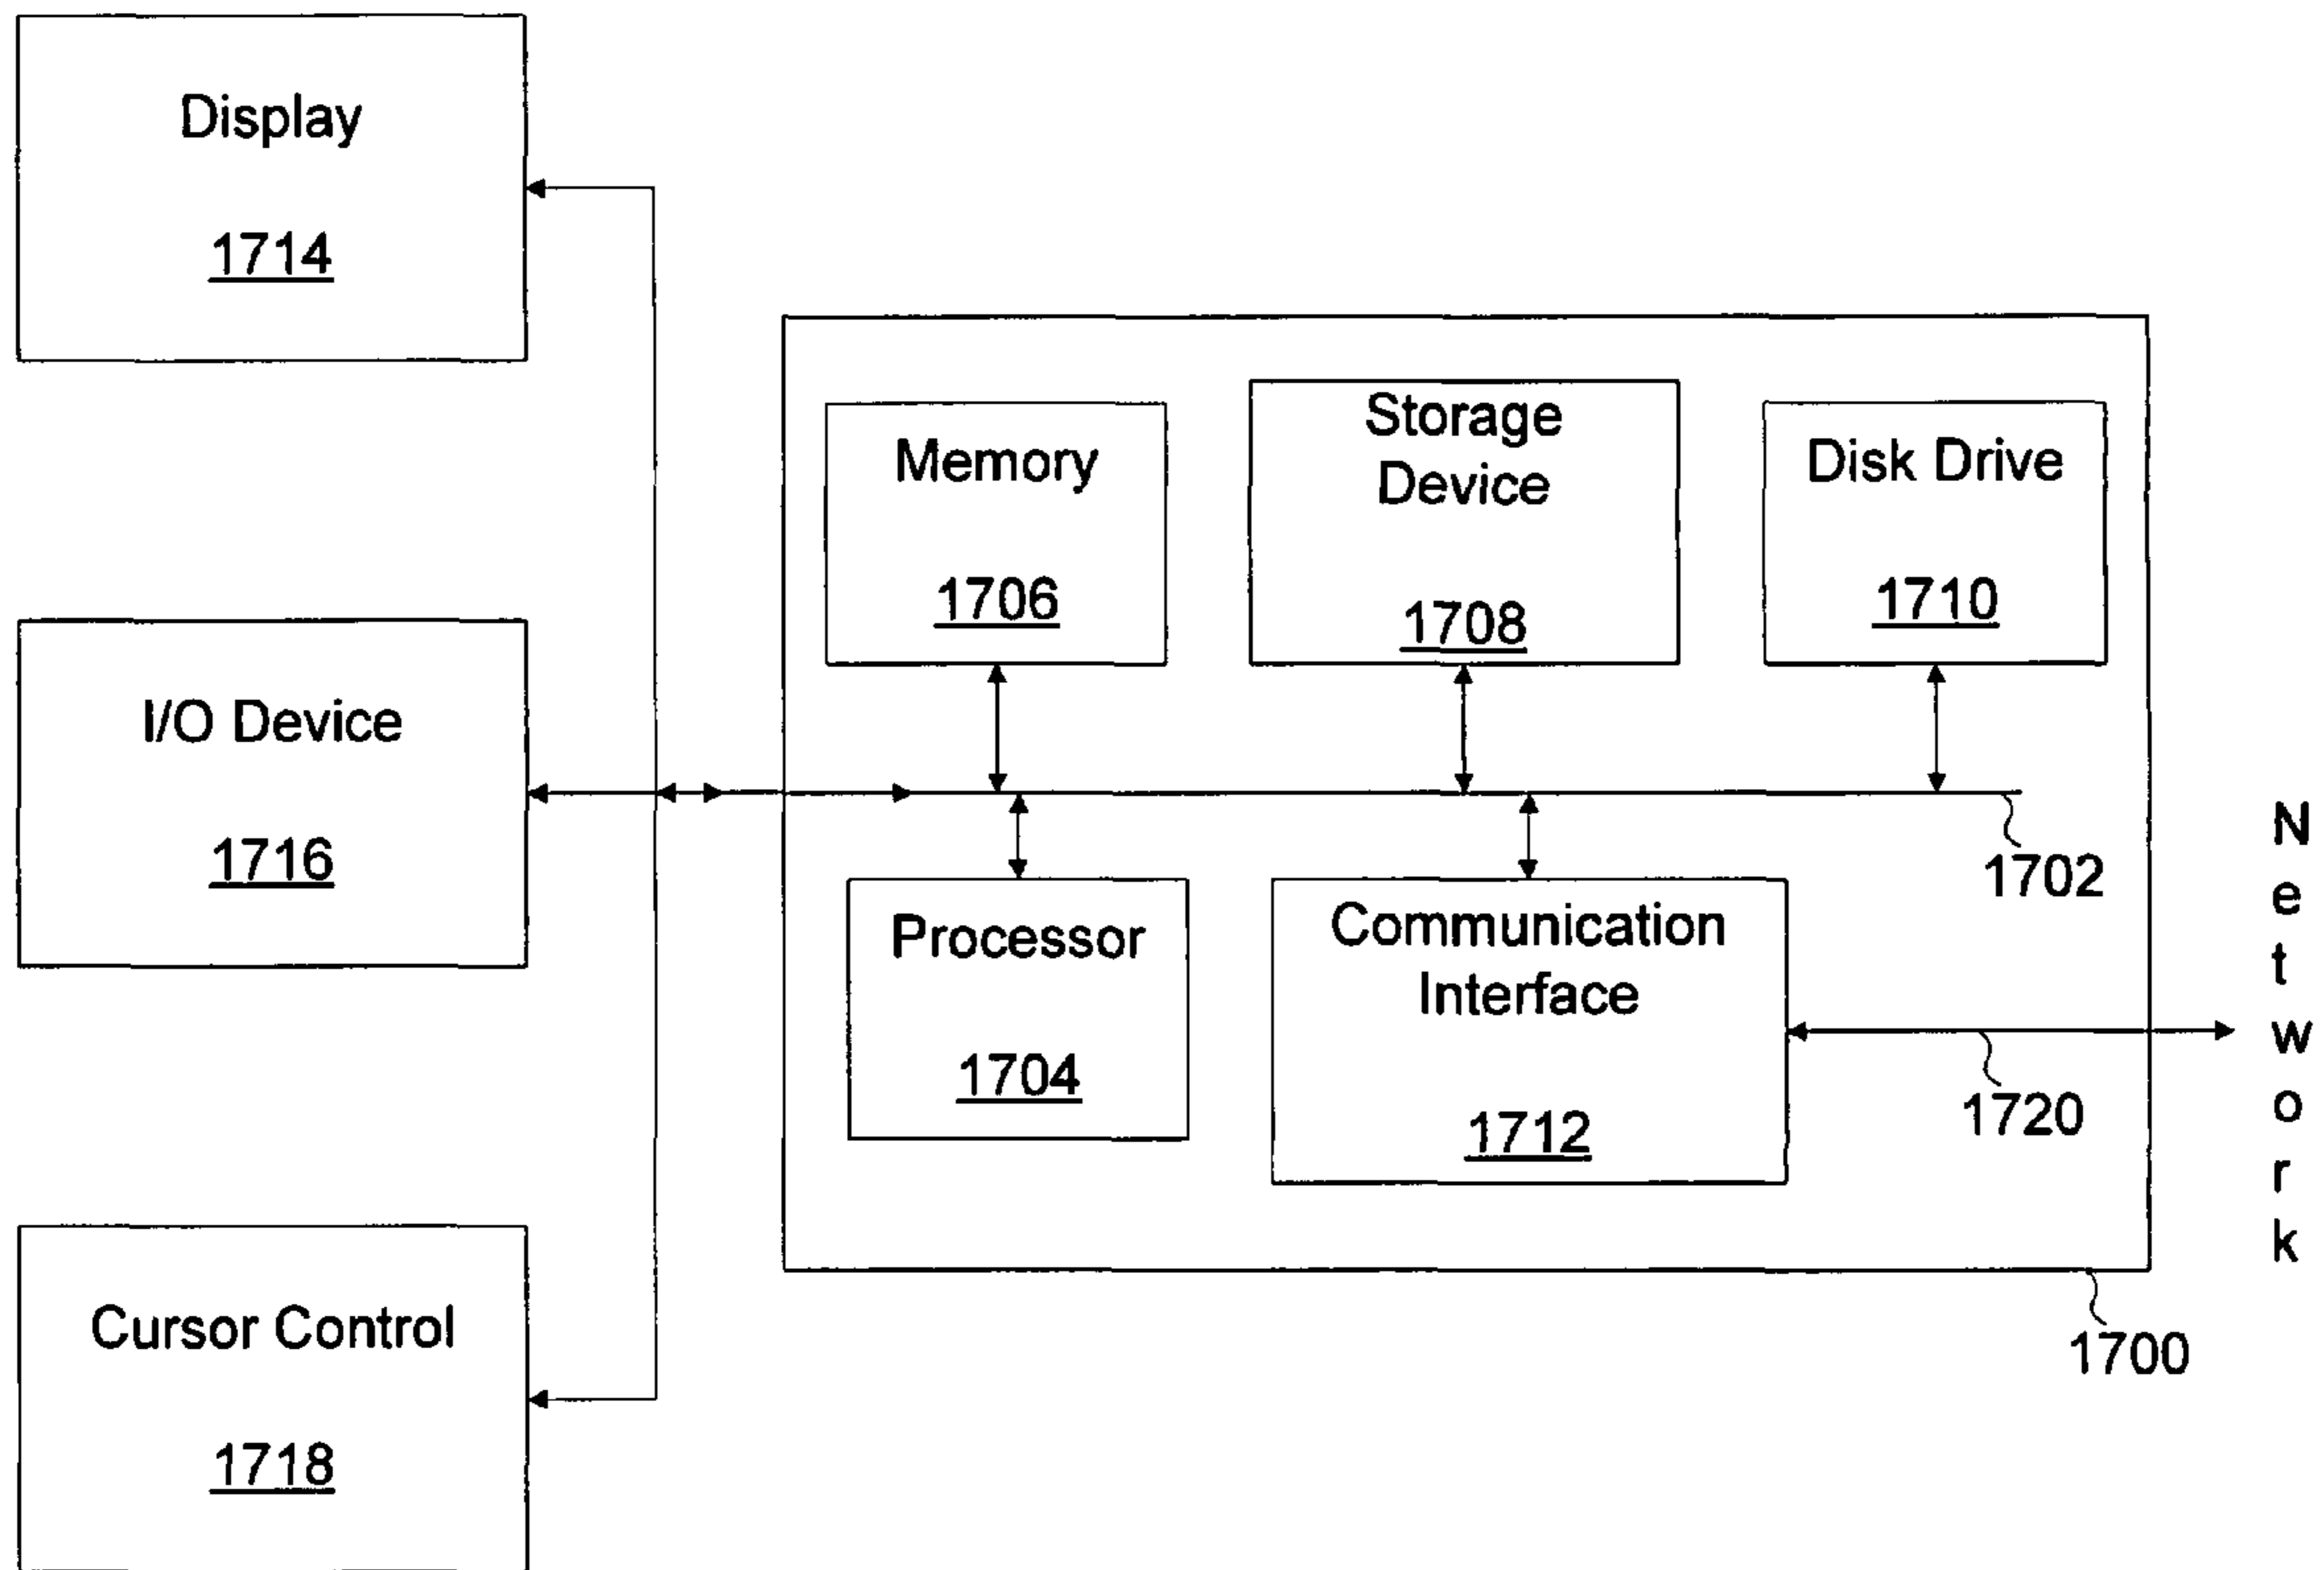 Display
1714
Memory
1706
Storage
Device
1708
Disk Drive
1710
I/O Device
1716
1702
Processor
1704
Communication
Interface
1712
1720
Network
Cursor Control
1718
1700